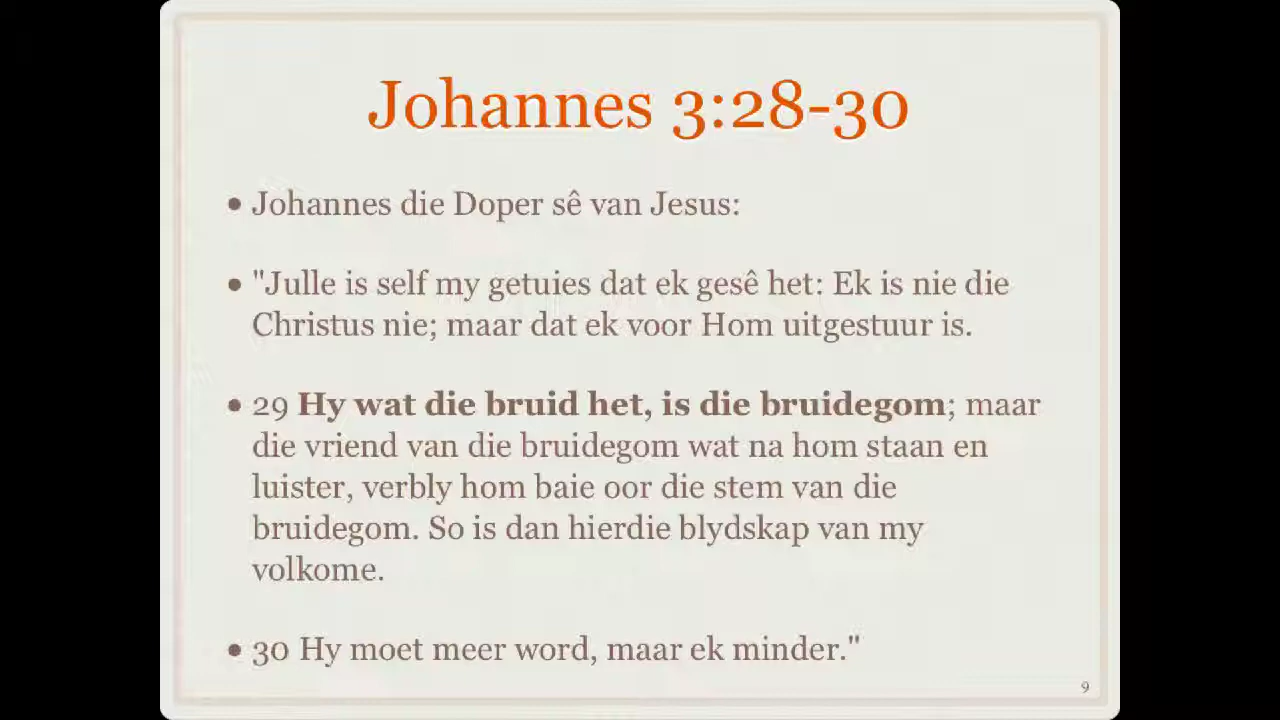 Johannes 3:28-30
• Johannes die Doper sê van Jesus:
• "Julle is self my getuies dat ek gesê het: Ek is nie die
Christus nie; maar dat ek voor Hom uitgestuur is.
• 29 Hy wat die bruid het, is die bruidegom; maar
die vriend van die bruidegom wat na hom staan en
luister, verbly hom baie oor die stem van die
bruidegom. So is dan hierdie blydskap van my
volkome.
• 30 Hy moet meer word, maar ek minder."
9